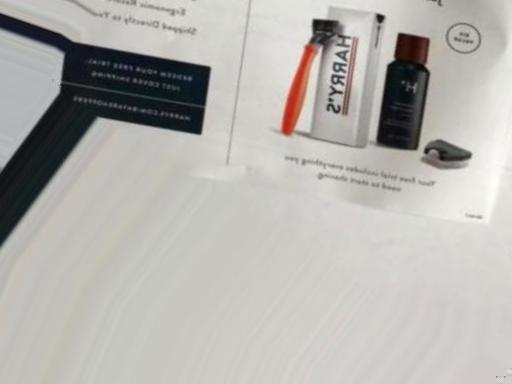 Ergonomic Razor
Shipped Directly to You
REDEEM YOUR FREE TRIAL,
JUST COVER SHIPPING
HARRYS.COM/BAYAREAOFFERS
HARRY'S
H'
Your free trial includes everything you
need to start shaving.